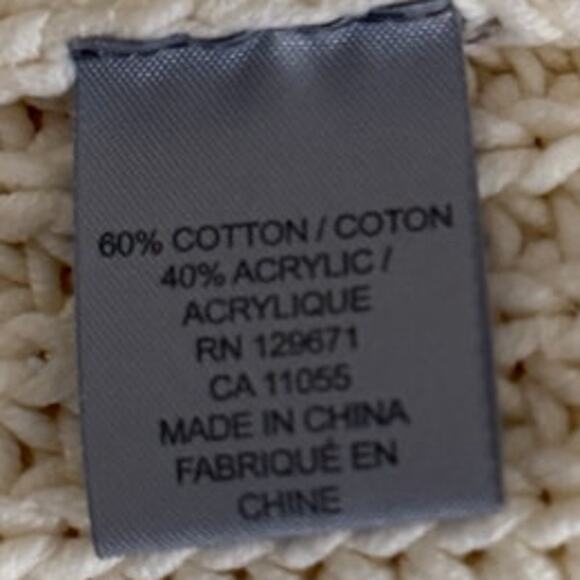 60% COTTON / COTON
40% ACRYLIC /
ACRYLIQUE
RN 129671
CA 11055
MADE IN CHINA
FABRIQUÉ EN
CHINE